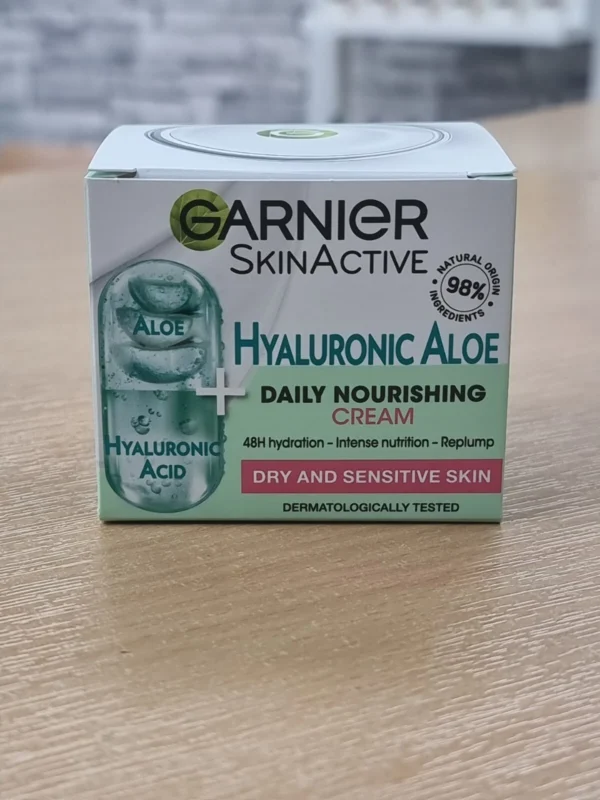 GARNIER
SKINACTIVE
NATURAL ORIGIN
98%
INGREDIENTS
ALOE
HYALURONIC ALOE
+
DAILY NOURISHING
CREAM
HYALURONIC
ACID
48H hydration – Intense nutrition – Replump
DRY AND SENSITIVE SKIN
DERMATOLOGICALLY TESTED